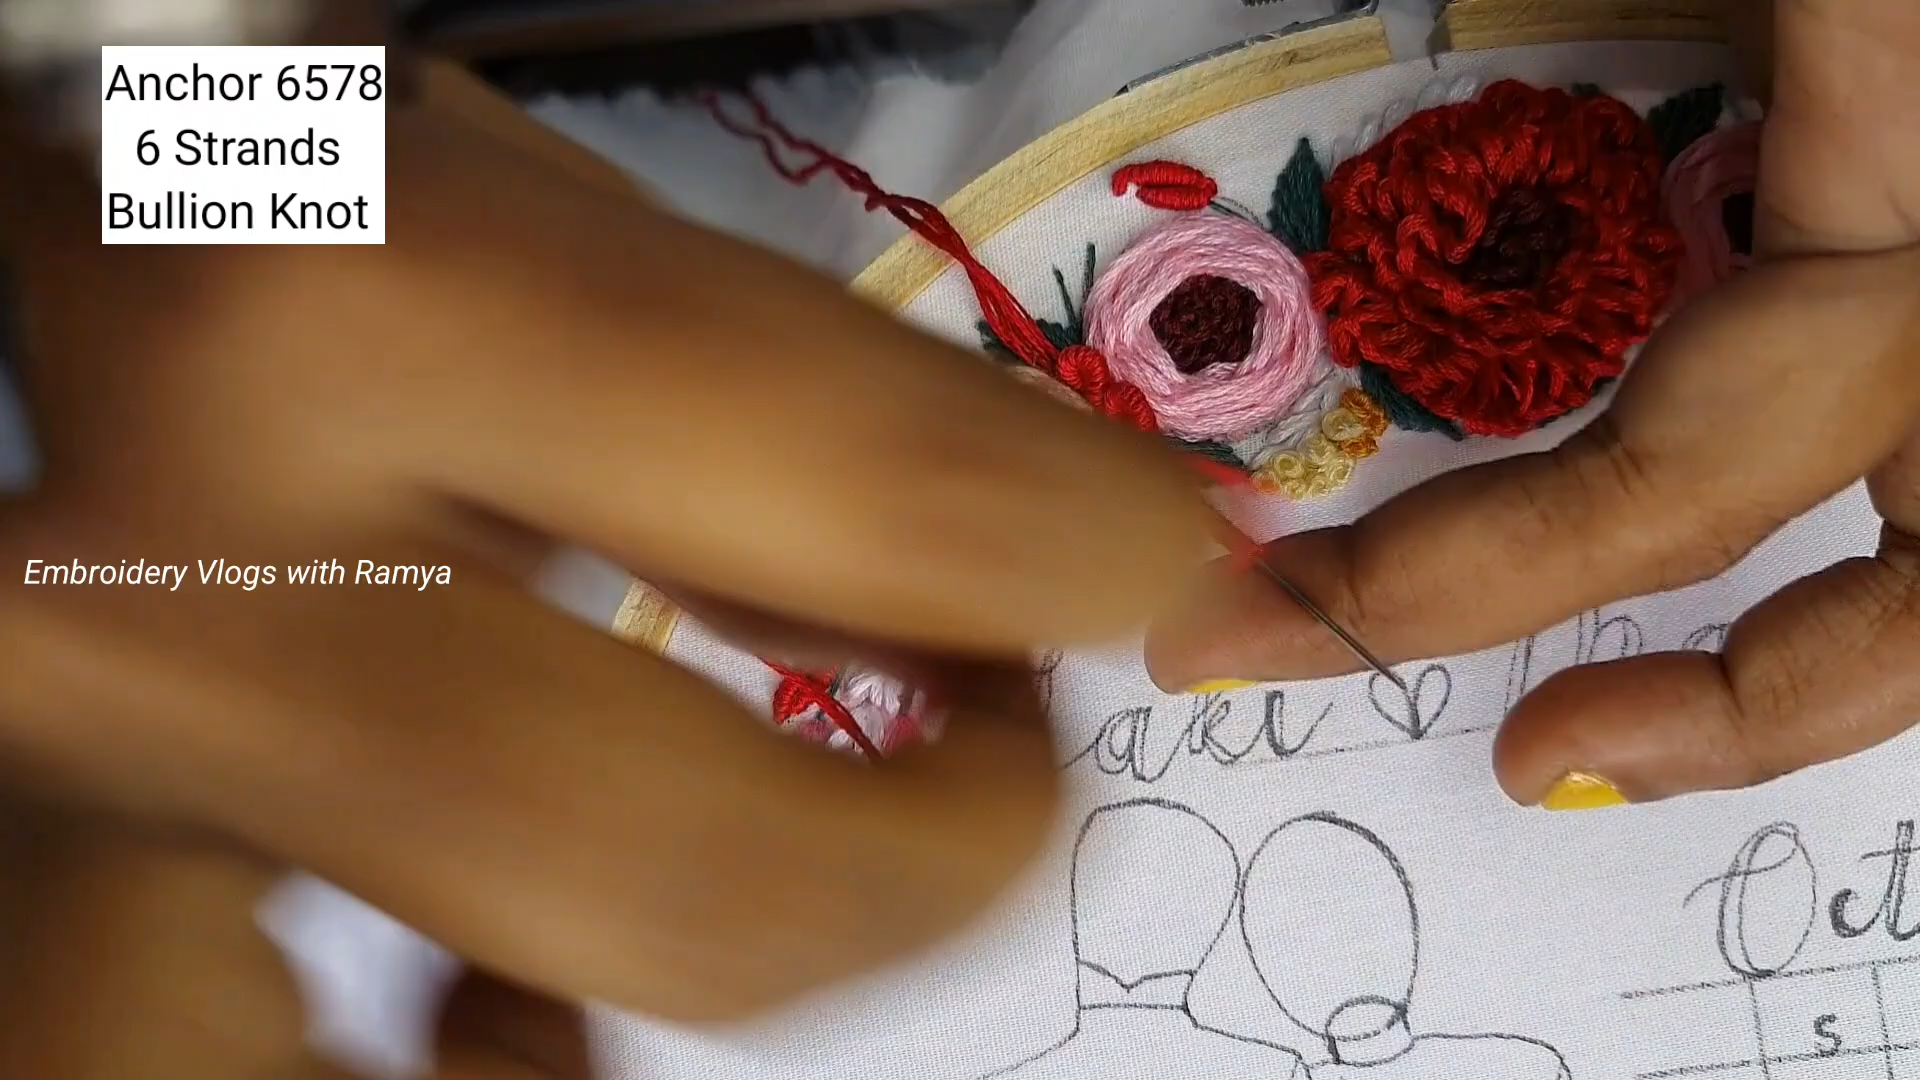 Anchor 6578
6 Strands
Bullion Knot
Embroidery Vlogs with Ramya
aki
Oct
S